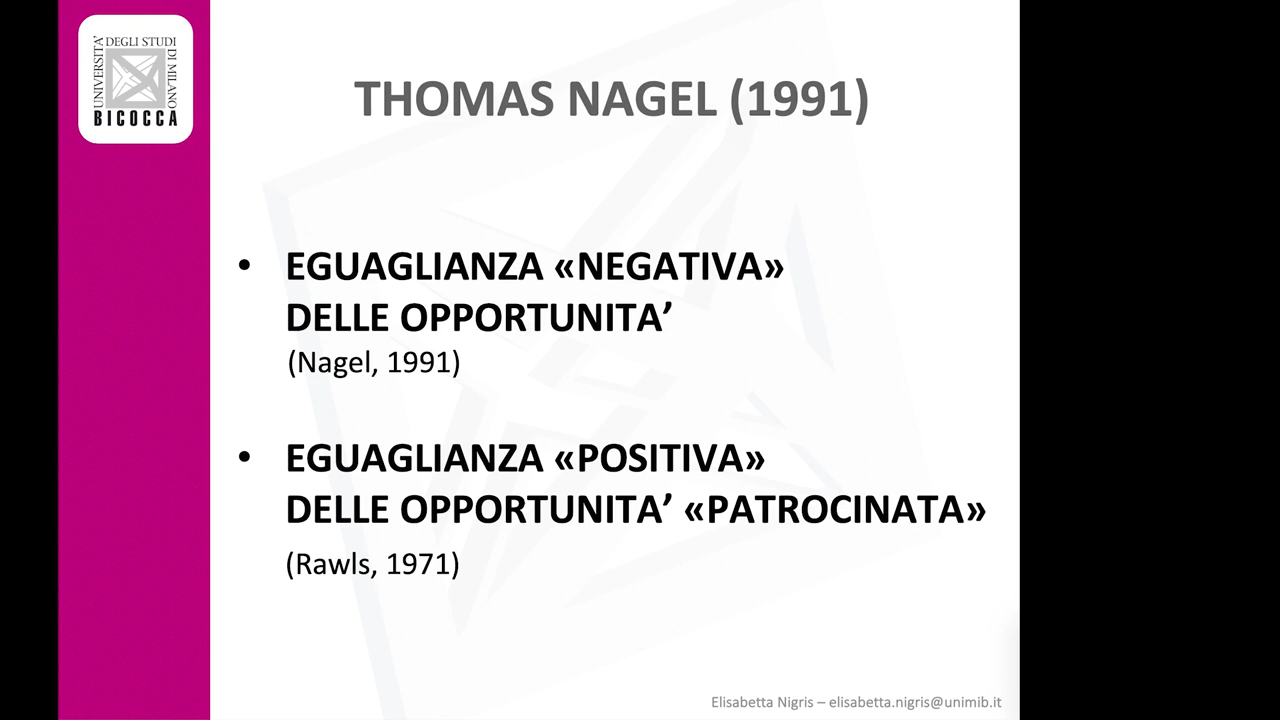 DEGLI STUDI
UNIVERSITA'
DI MILANO
BICOCCA
THOMAS NAGEL (1991)
• EGUAGLIANZA «NEGATIVA»
DELLE OPPORTUNITA’
(Nagel, 1991)
• EGUAGLIANZA «POSITIVA»
DELLE OPPORTUNITA’ «PATROCINATA»
(Rawls, 1971)
Elisabetta Nigris – elisabetta.nigris@unimib.it